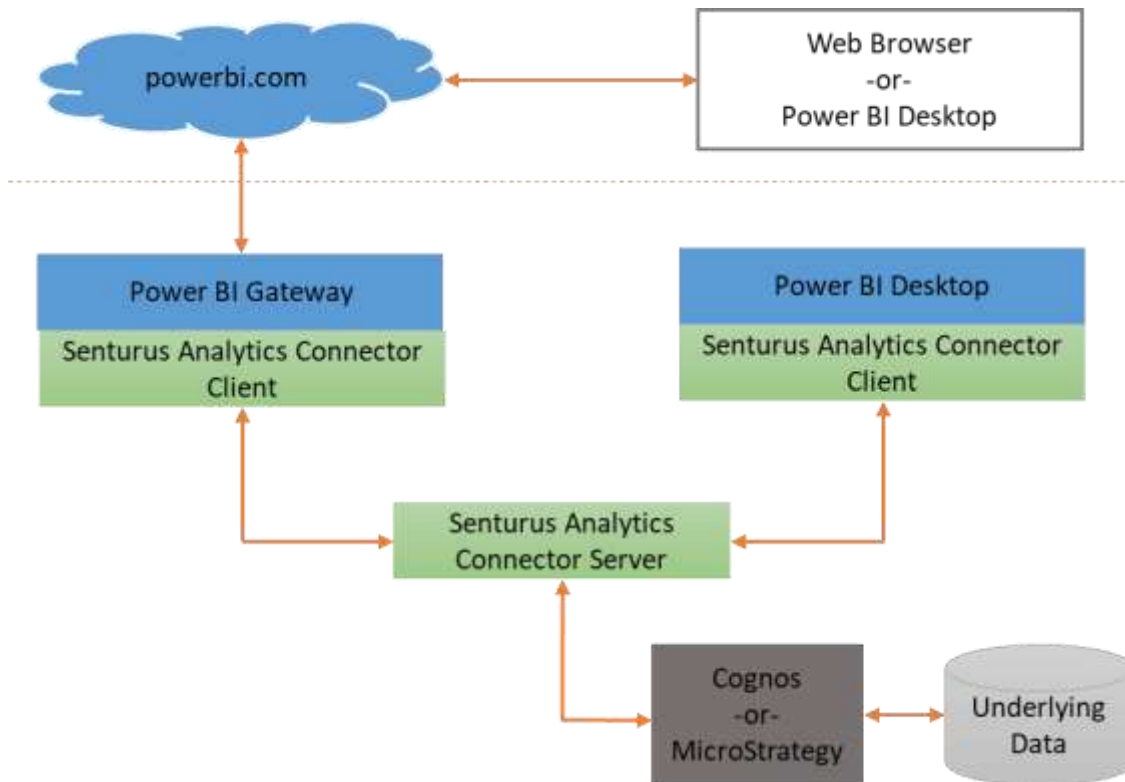 powerbi.com
Web Browser
-or-
Power BI Desktop
Power BI Gateway
Senturus Analytics Connector
Client
Power BI Desktop
Senturus Analytics Connector
Client
Senturus Analytics
Connector Server
Cognos
-or-
MicroStrategy
Underlying
Data